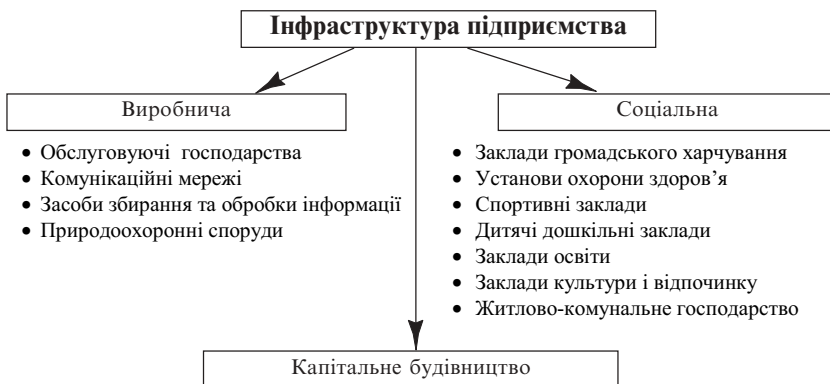 Інфраструктура підприємства
Виробнича
• Обслуговуючі господарства
• Комунікаційні мережі
• Засоби збирання та обробки інформації
• Природоохоронні споруди
Соціальна
• Заклади громадського харчування
• Установи охорони здоров’я
• Спортивні заклади
• Дитячі дошкільні заклади
• Заклади освіти
• Заклади культури і відпочинку
• Житлово-комунальне господарство
Капітальне будівництво